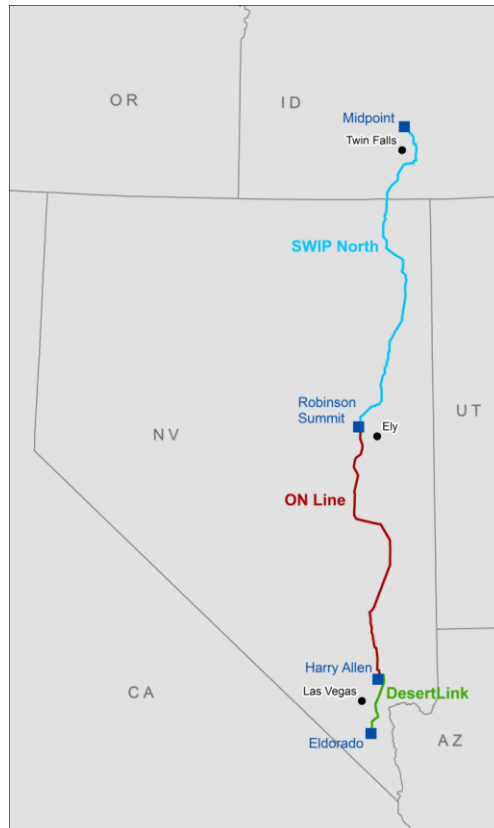 OR
ID
Midpoint
Twin Falls
SWIP North
Robinson
Summit
Ely
UT
NV
ON Line
Harry Allen
Las Vegas
DesertLink
CA
Eldorado
AZ